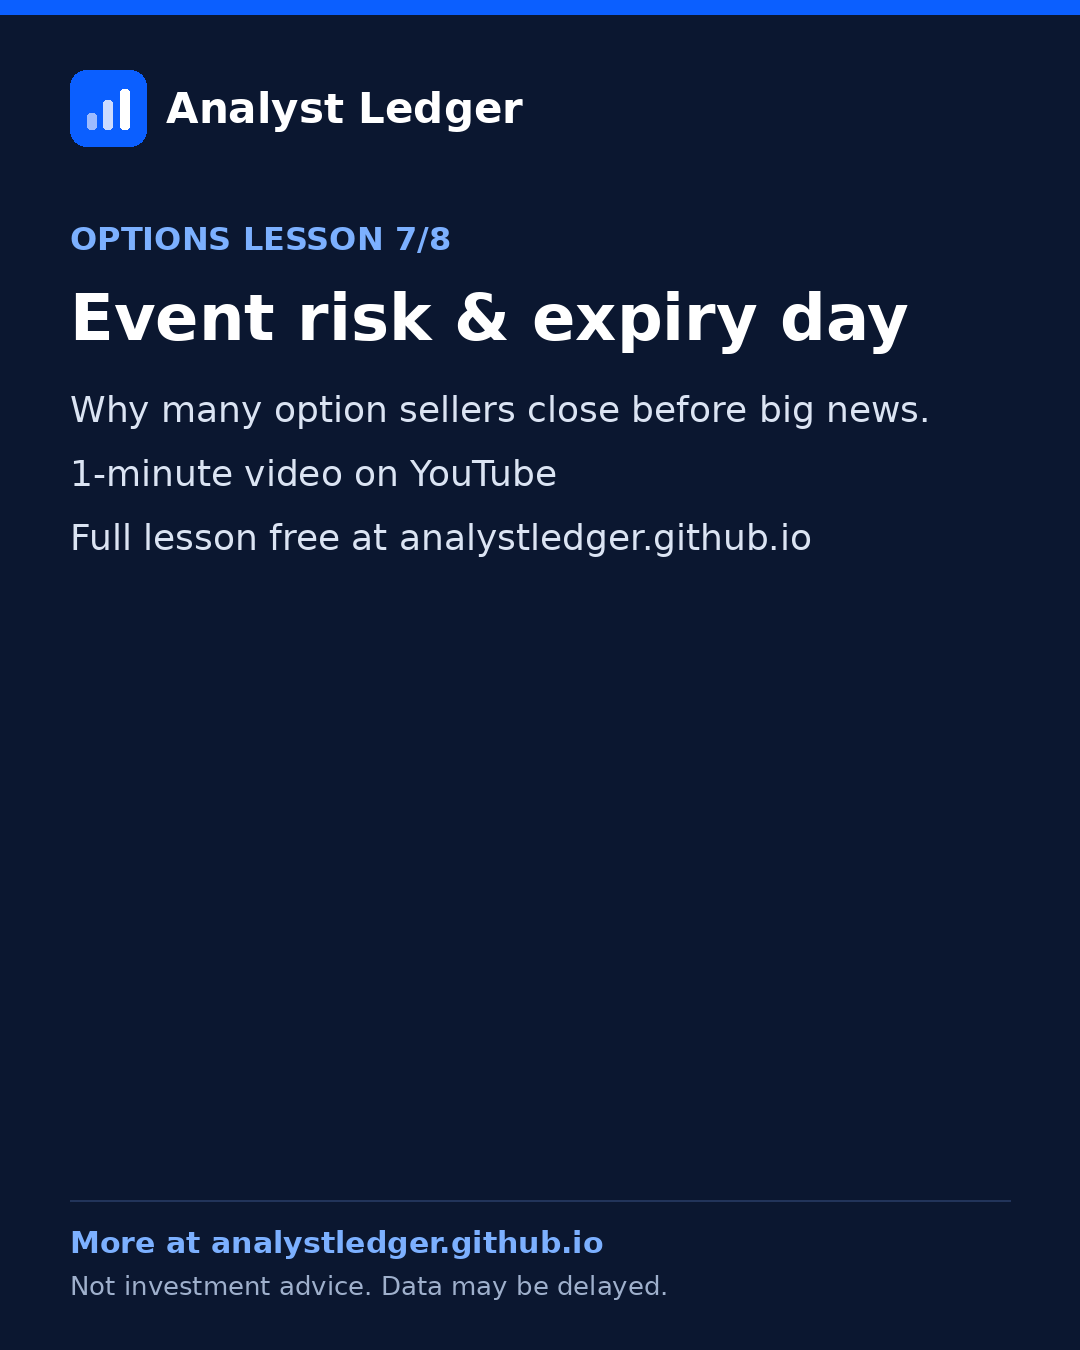 Analyst Ledger
OPTIONS LESSON 7/8
Event risk & expiry day
Why many option sellers close before big news.
1-minute video on YouTube
Full lesson free at analystledger.github.io
More at analystledger.github.io
Not investment advice. Data may be delayed.